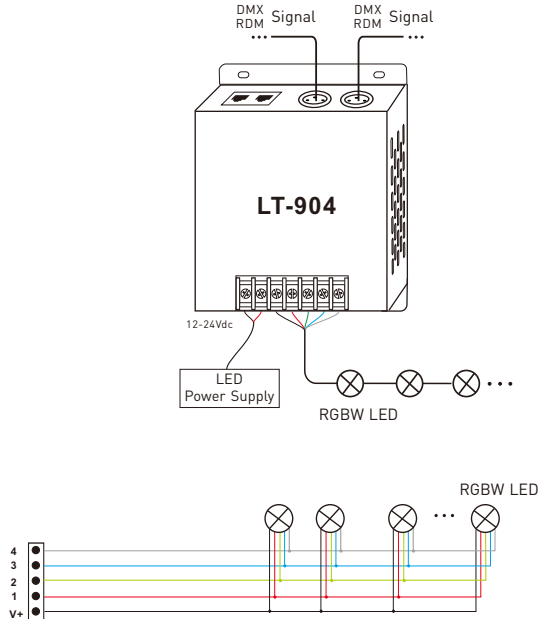 DMX
RDM Signal
DMX
RDM Signal
LT-904
12-24Vdc
LED
Power Supply
RGBW LED
RGBW LED
4
3
2
1
V+